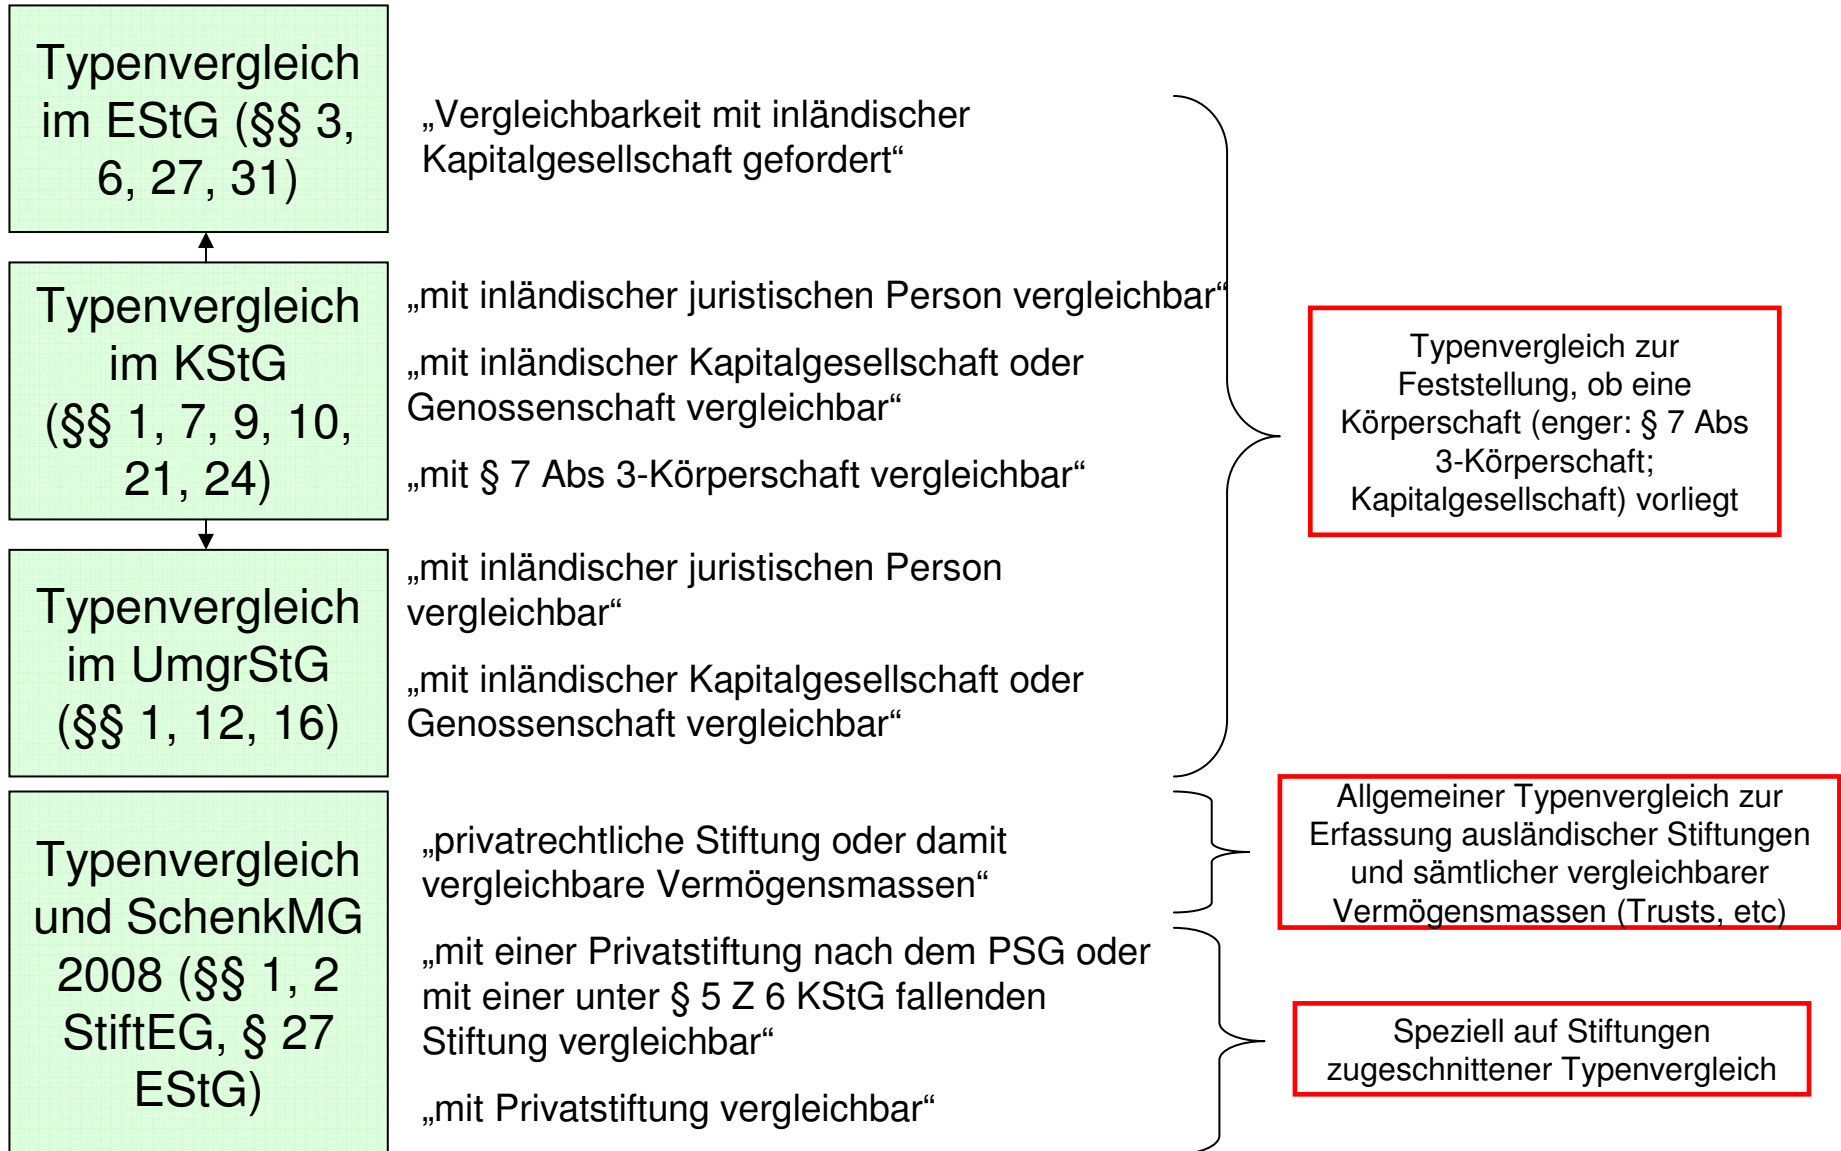 Typenvergleich
im EStG (§§ 3,
6, 27, 31)
„Vergleichbarkeit mit inländischer
Kapitalgesellschaft gefordert“
Typenvergleich
im KStG
(§§ 1, 7, 9, 10,
21, 24)
„mit inländischer juristischen Person vergleichbar“
„mit inländischer Kapitalgesellschaft oder
Genossenschaft vergleichbar“
„mit § 7 Abs 3-Körperschaft vergleichbar“
Typenvergleich
im UmgrStG
(§§ 1, 12, 16)
„mit inländischer juristischen Person
vergleichbar“
„mit inländischer Kapitalgesellschaft oder
Genossenschaft vergleichbar“
Typenvergleich zur
Feststellung, ob eine
Körperschaft (enger: § 7 Abs
3-Körperschaft;
Kapitalgesellschaft) vorliegt
Typenvergleich
und SchenkMG
2008 (§§ 1, 2
StiftEG, § 27
EStG)
„privatrechtliche Stiftung oder damit
vergleichbare Vermögensmassen“
Allgemeiner Typenvergleich zur
Erfassung ausländischer Stiftungen
und sämtlicher vergleichbarer
Vermögensmassen (Trusts, etc)
„mit einer Privatstiftung nach dem PSG oder
mit einer unter § 5 Z 6 KStG fallenden
Stiftung vergleichbar“
„mit Privatstiftung vergleichbar“
Speziell auf Stiftungen
zugeschnittener Typenvergleich